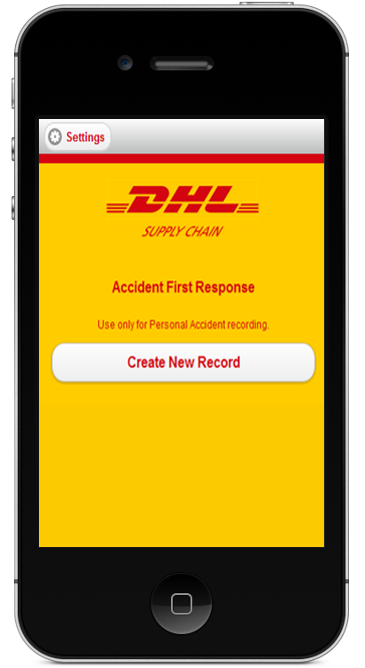 Settings
DHL
SUPPLY CHAIN
Accident First Response
Use only for Personal Accident recording.
Create New Record